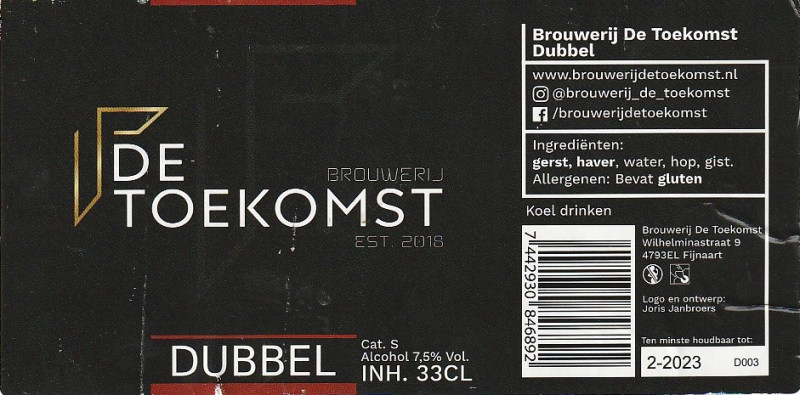 DE
BROUWERIJ
TOEKOMST
EST. 2018
DUBBEL
Cat. S
Alcohol 7,5% Vol.
INH. 33CL
Brouwerij De Toekomst
Dubbel
www.brouwerijdetoekomst.nl
@brouwerij_de_toekomst
/brouwerijdetoekomst
Ingrediënten:
gerst, haver, water, hop, gist.
Allergenen: Bevat gluten
Koel drinken
7 442930 846892
Brouwerij De Toekomst
Wilhelminastraat 9
4793EL Fijnaart
Logo en ontwerp:
Joris Janbroers
Ten minste houdbaar tot:
2-2023 D003